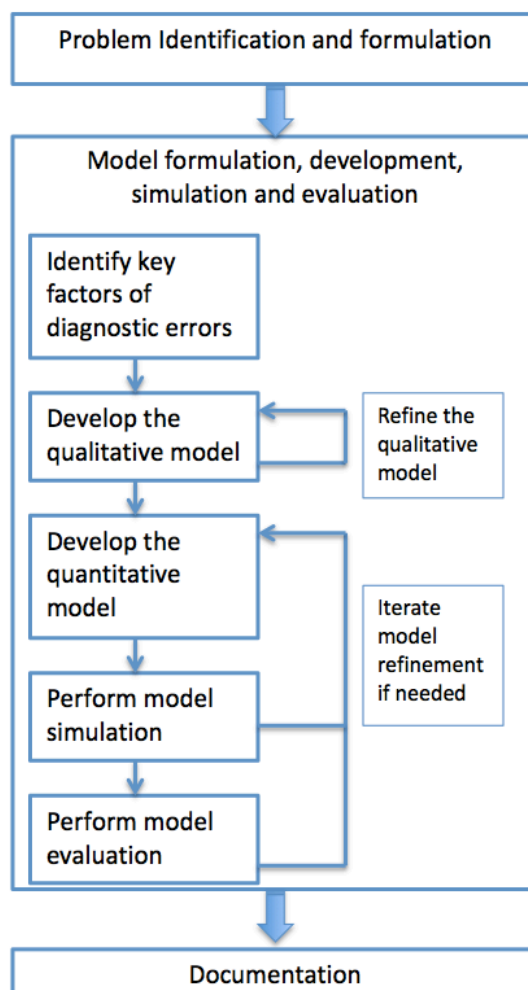 Problem Identification and formulation
Model formulation, development,
simulation and evaluation
Identify key
factors of
diagnostic errors
Develop the
qualitative model
Refine the
qualitative
model
Develop the
quantitative
model
Iterate
model
refinement
if needed
Perform model
simulation
Perform model
evaluation
Documentation